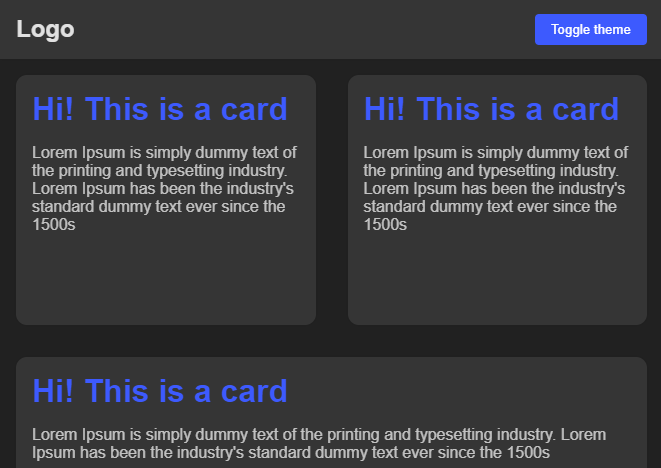 Logo
Toggle theme
Hi! This is a card
Lorem Ipsum is simply dummy text of
the printing and typesetting industry.
Lorem Ipsum has been the industry's
standard dummy text ever since the
1500s
Hi! This is a card
Lorem Ipsum is simply dummy text of
the printing and typesetting industry.
Lorem Ipsum has been the industry's
standard dummy text ever since the
1500s
Hi! This is a card
Lorem Ipsum is simply dummy text of the printing and typesetting industry. Lorem
Ipsum has been the industry's standard dummy text ever since the 1500s